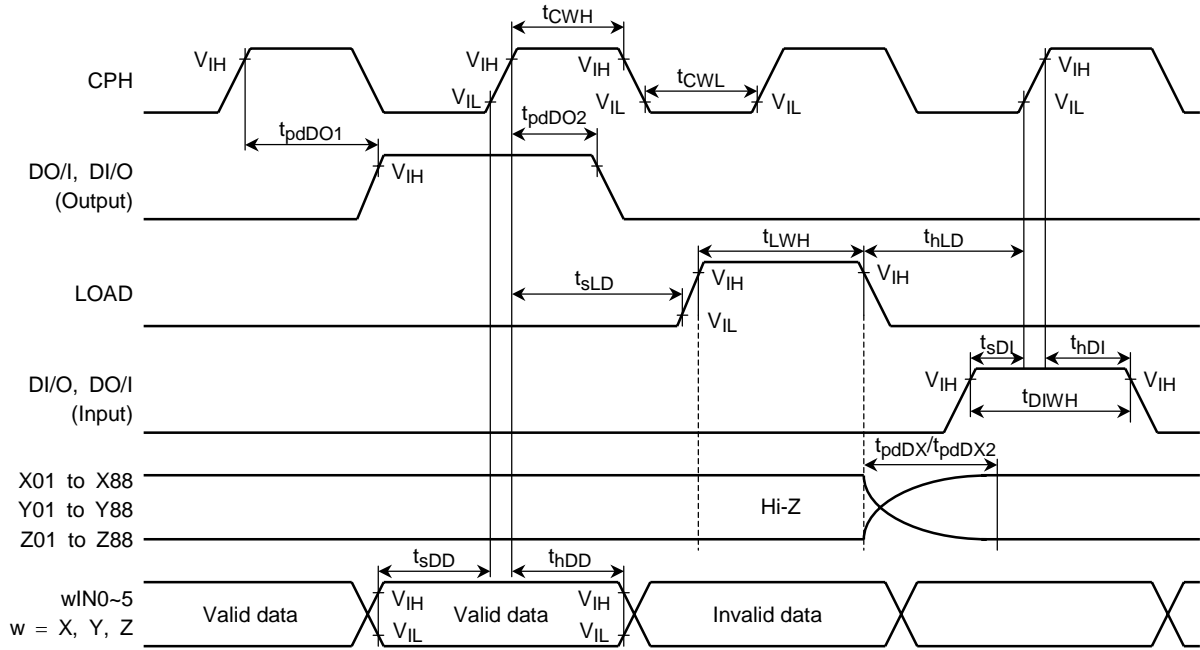 tCWH
VIH
VIH
VIH
VIH
CPH
tCWL
VIL
VIL
VIL
VIL
tpdDO1
tpdDO2
DO/I, DI/O
(Output)
VIH
tLWH
thLD
LOAD
tsLD
VIH
VIH
VIL
tsDI
thDI
DI/O, DO/I
(Input)
VIH
VIH
tDIWH
tpdDX/tpdDX2
X01 to X88
Y01 to Y88
Z01 to Z88
Hi-Z
tsDD
thDD
wIN0~5
w = X, Y, Z
Valid data
VIH
VIL
Valid data
VIH
VIL
Invalid data